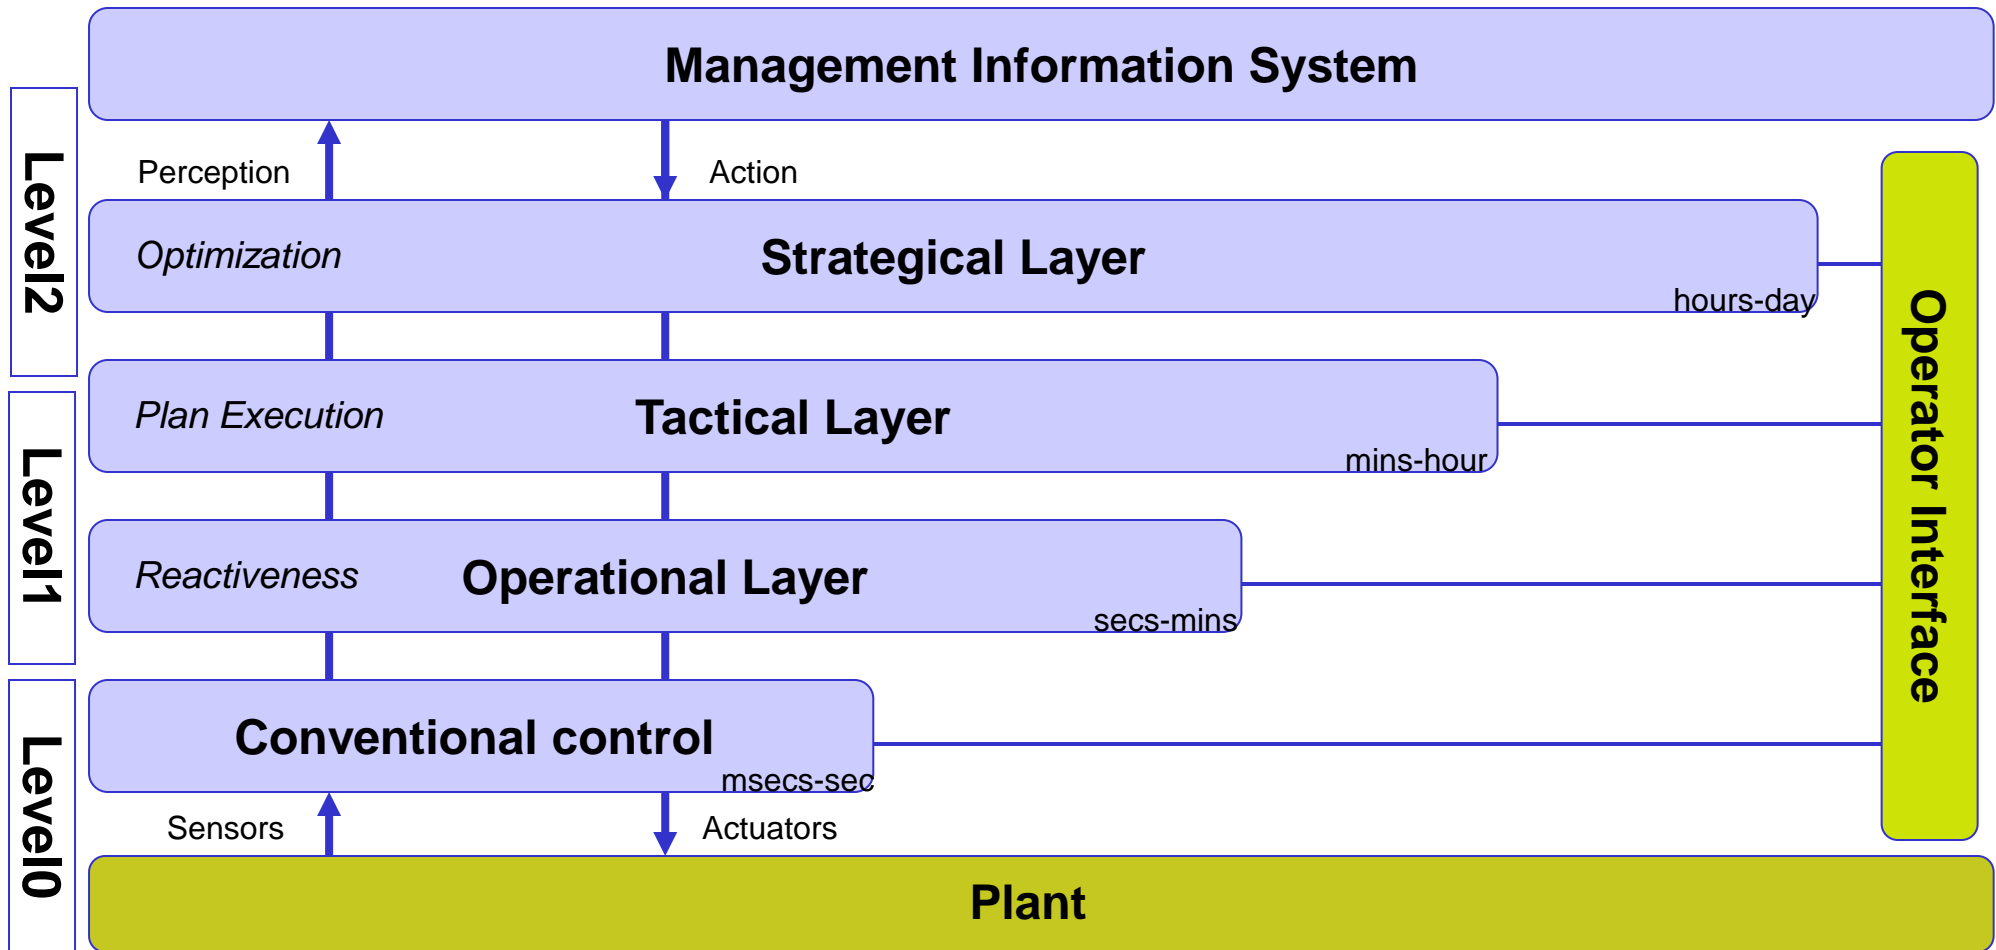 Management Information System
Level2
Perception
Action
Optimization
Strategical Layer
hours-day
Operator Interface
Plan Execution
Tactical Layer
mins-hour
Level1
Reactiveness
Operational Layer
secs-mins
Level0
Conventional control
msecs-sec
Sensors
Actuators
Plant